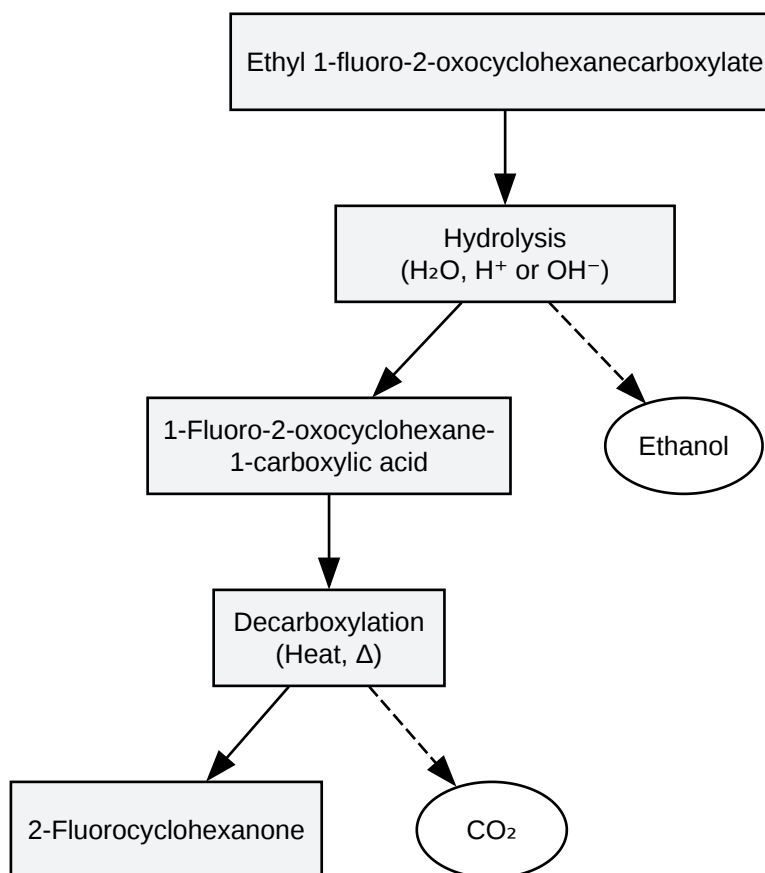 Ethyl 1-fluoro-2-oxocyclohexanecarboxylate
Hydrolysis
(H₂O, H⁺ or OH⁻)
1-Fluoro-2-oxocyclohexane-
1-carboxylic acid
Ethanol
Decarboxylation
(Heat, Δ)
2-Fluorocyclohexanone
CO₂